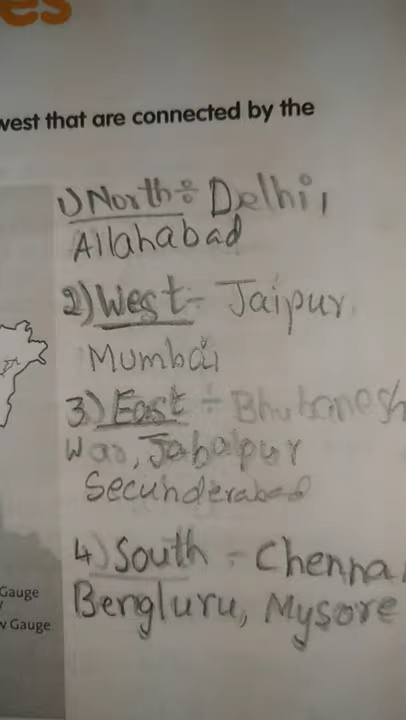 es
west that are connected by the
1) North ÷ Delhi,
Allahabad
2) West - Jaipur
Mumbai
3) East ÷ Bhubanesh
war, Jabalpur
Secunderabad
4) South - Chenna
Bengluru, Mysore
Gauge
w Gauge